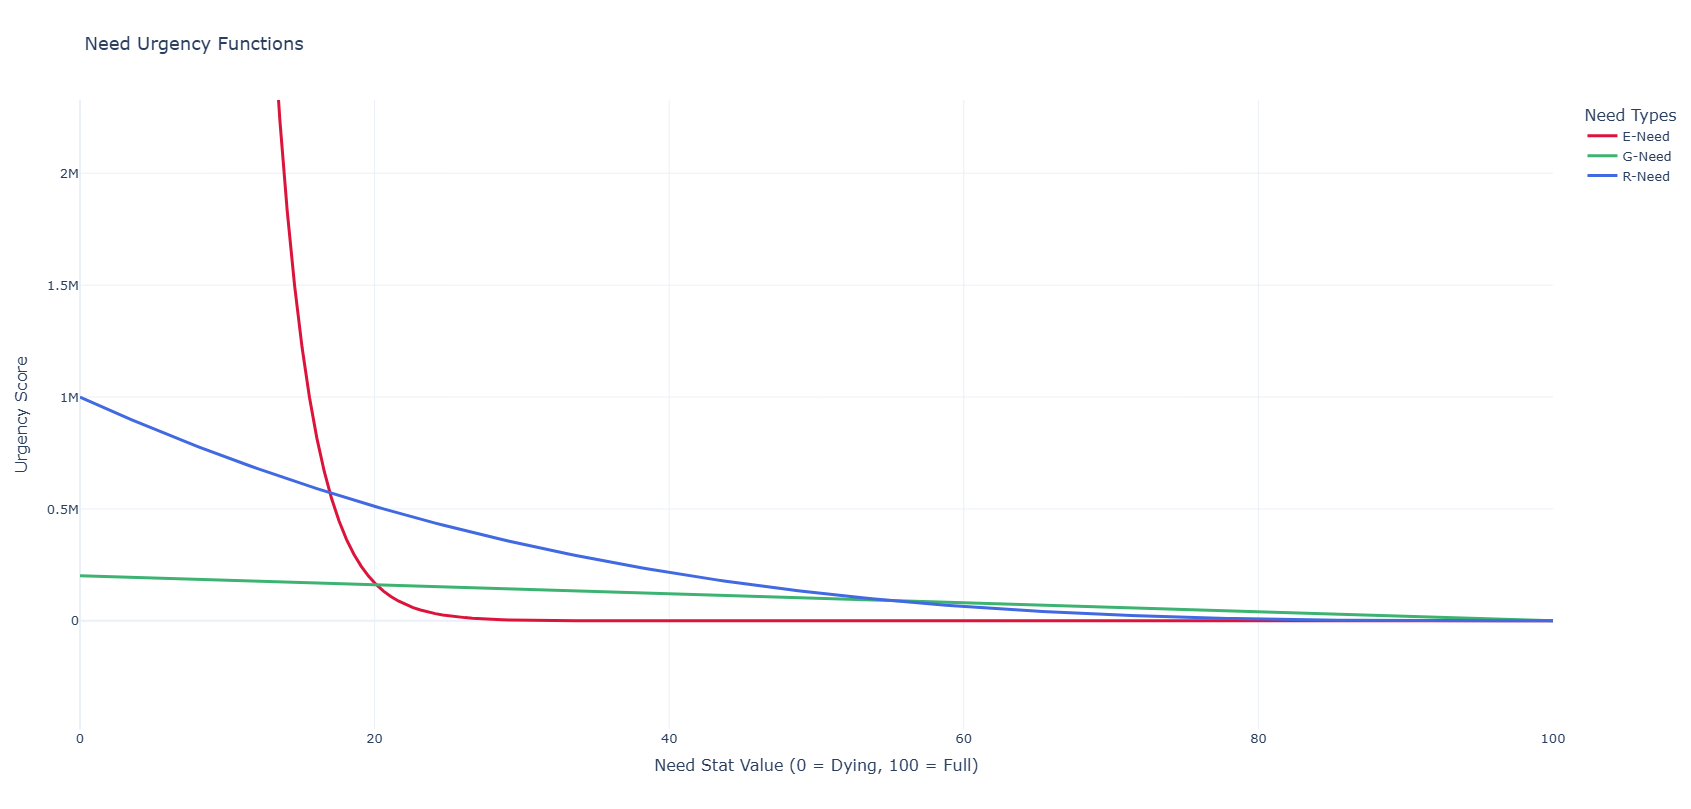 Need Urgency Functions
Need Types
E-Need
G-Need
R-Need
2M
1.5M
1M
0.5M
0
Urgency Score
0 20 40 60 80 100
Need Stat Value (0 = Dying, 100 = Full)